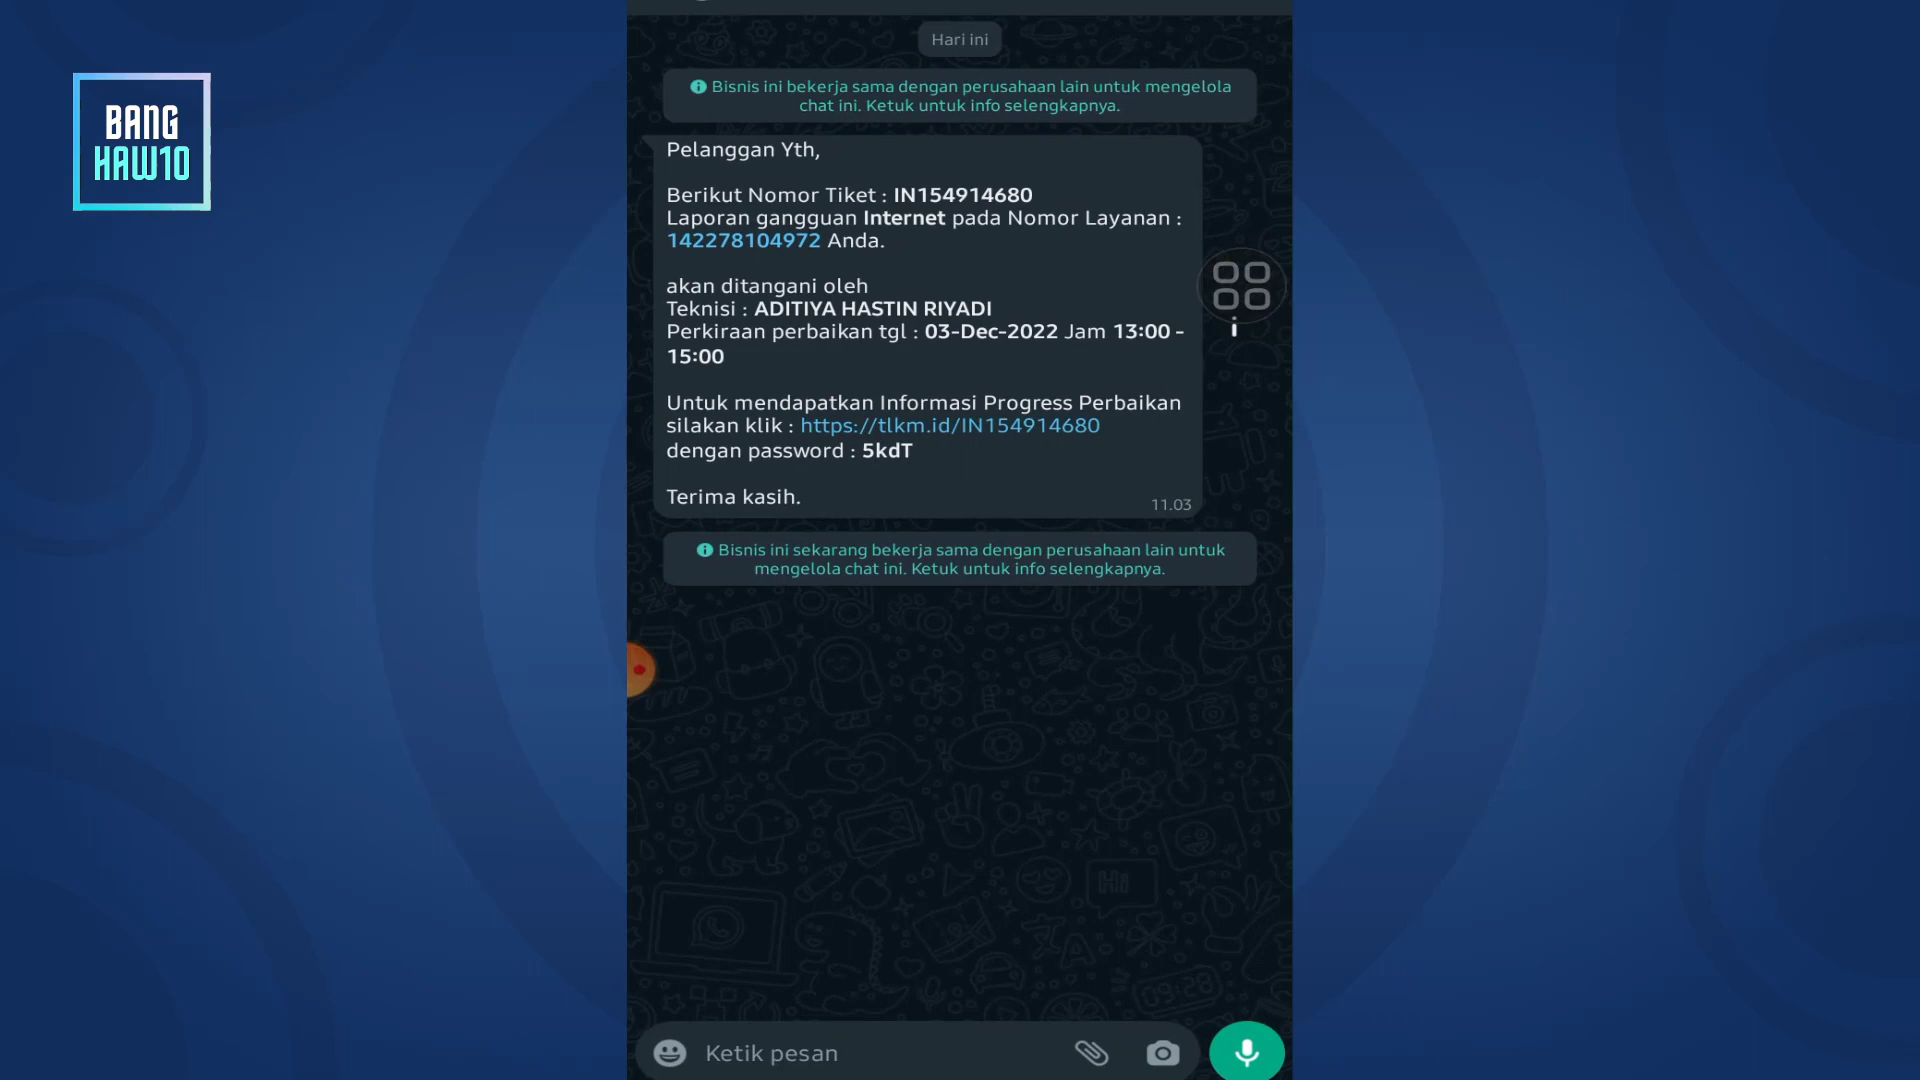 BANG
HAW10
Hari ini
Bisnis ini bekerja sama dengan perusahaan lain untuk mengelola
chat ini. Ketuk untuk info selengkapnya.
Pelanggan Yth,
Berikut Nomor Tiket : IN154914680
Laporan gangguan Internet pada Nomor Layanan :
142278104972 Anda.
akan ditangani oleh
Teknisi : ADITIYA HASTIN RIYADI
Perkiraan perbaikan tgl : 03-Dec-2022 Jam 13:00 -
15:00
Untuk mendapatkan Informasi Progress Perbaikan
silakan klik : https://tlkm.id/IN154914680
dengan password : 5kdT
Terima kasih.
11.03
Bisnis ini sekarang bekerja sama dengan perusahaan lain untuk
mengelola chat ini. Ketuk untuk info selengkapnya.
Hi
09:28
Ketik pesan